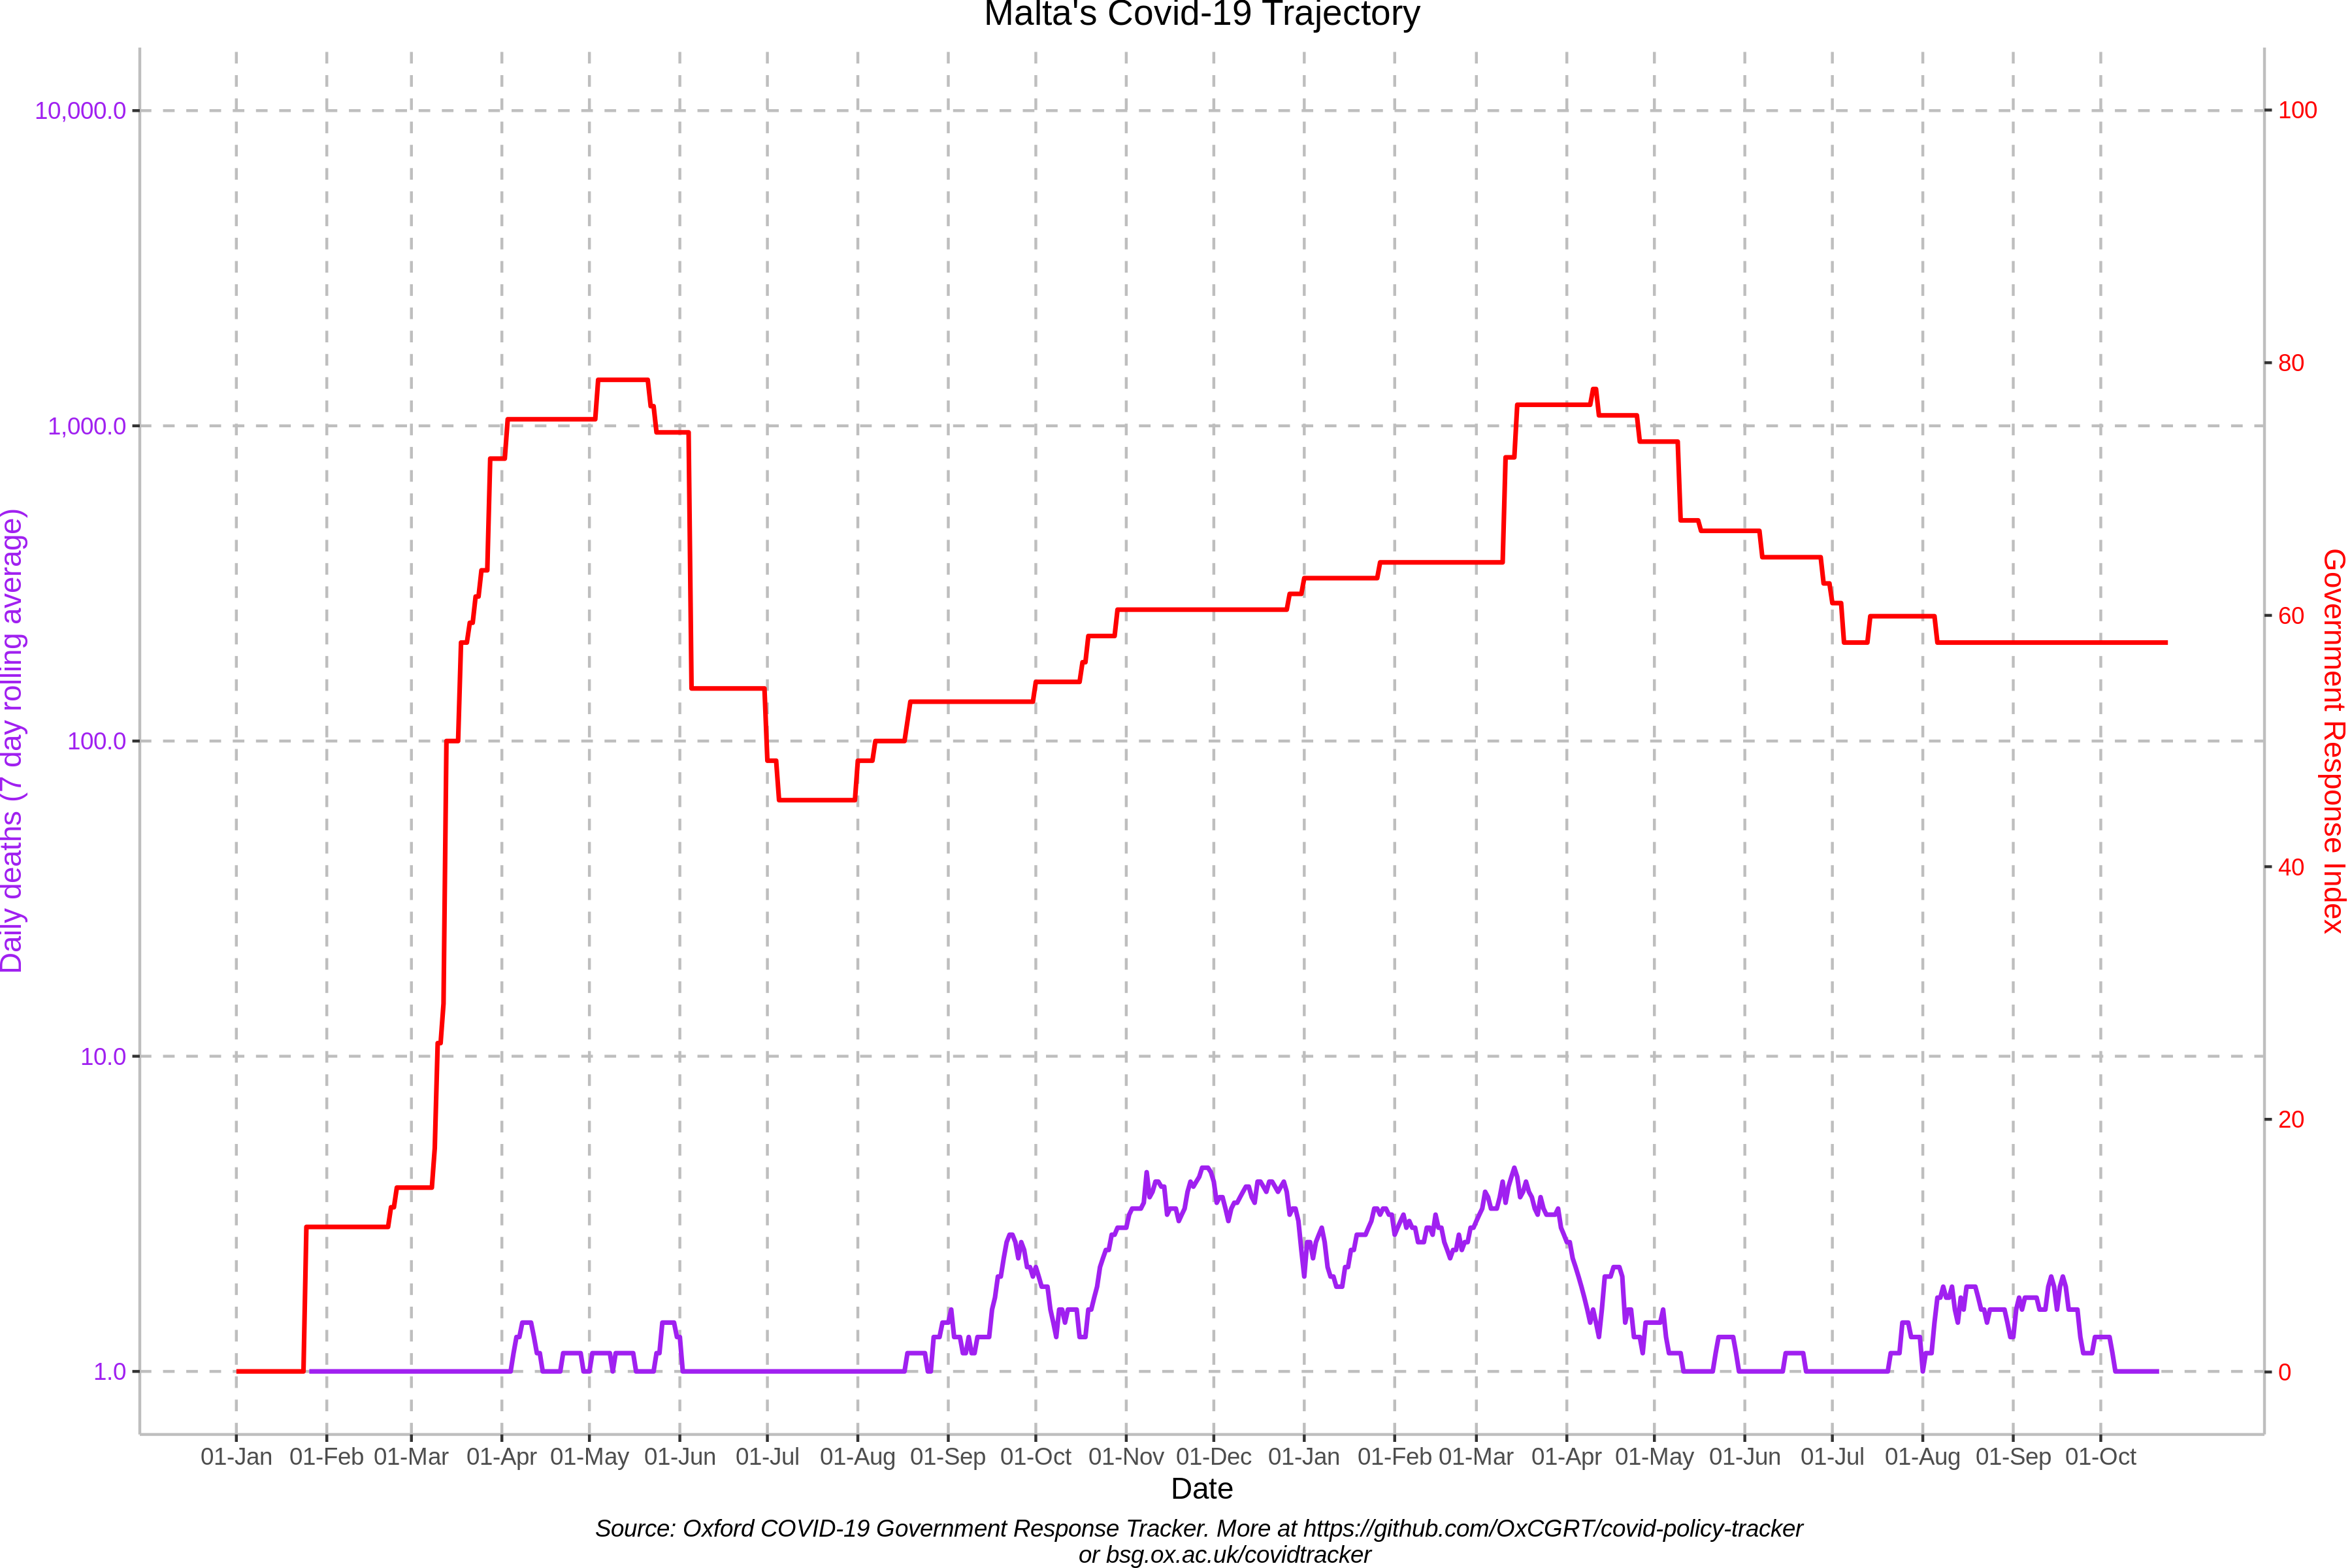 Malta's Covid-19 Trajectory
10,000.0
1,000.0
100.0
10.0
1.0
Daily deaths (7 day rolling average)
100
80
60
40
20
0
Government Response Index
01-Jan 01-Feb 01-Mar 01-Apr 01-May 01-Jun 01-Jul 01-Aug 01-Sep 01-Oct 01-Nov 01-Dec 01-Jan 01-Feb 01-Mar 01-Apr 01-May 01-Jun 01-Jul 01-Aug 01-Sep 01-Oct
Date
Source: Oxford COVID-19 Government Response Tracker. More at https://github.com/OxCGRT/covid-policy-tracker
or bsg.ox.ac.uk/covidtracker